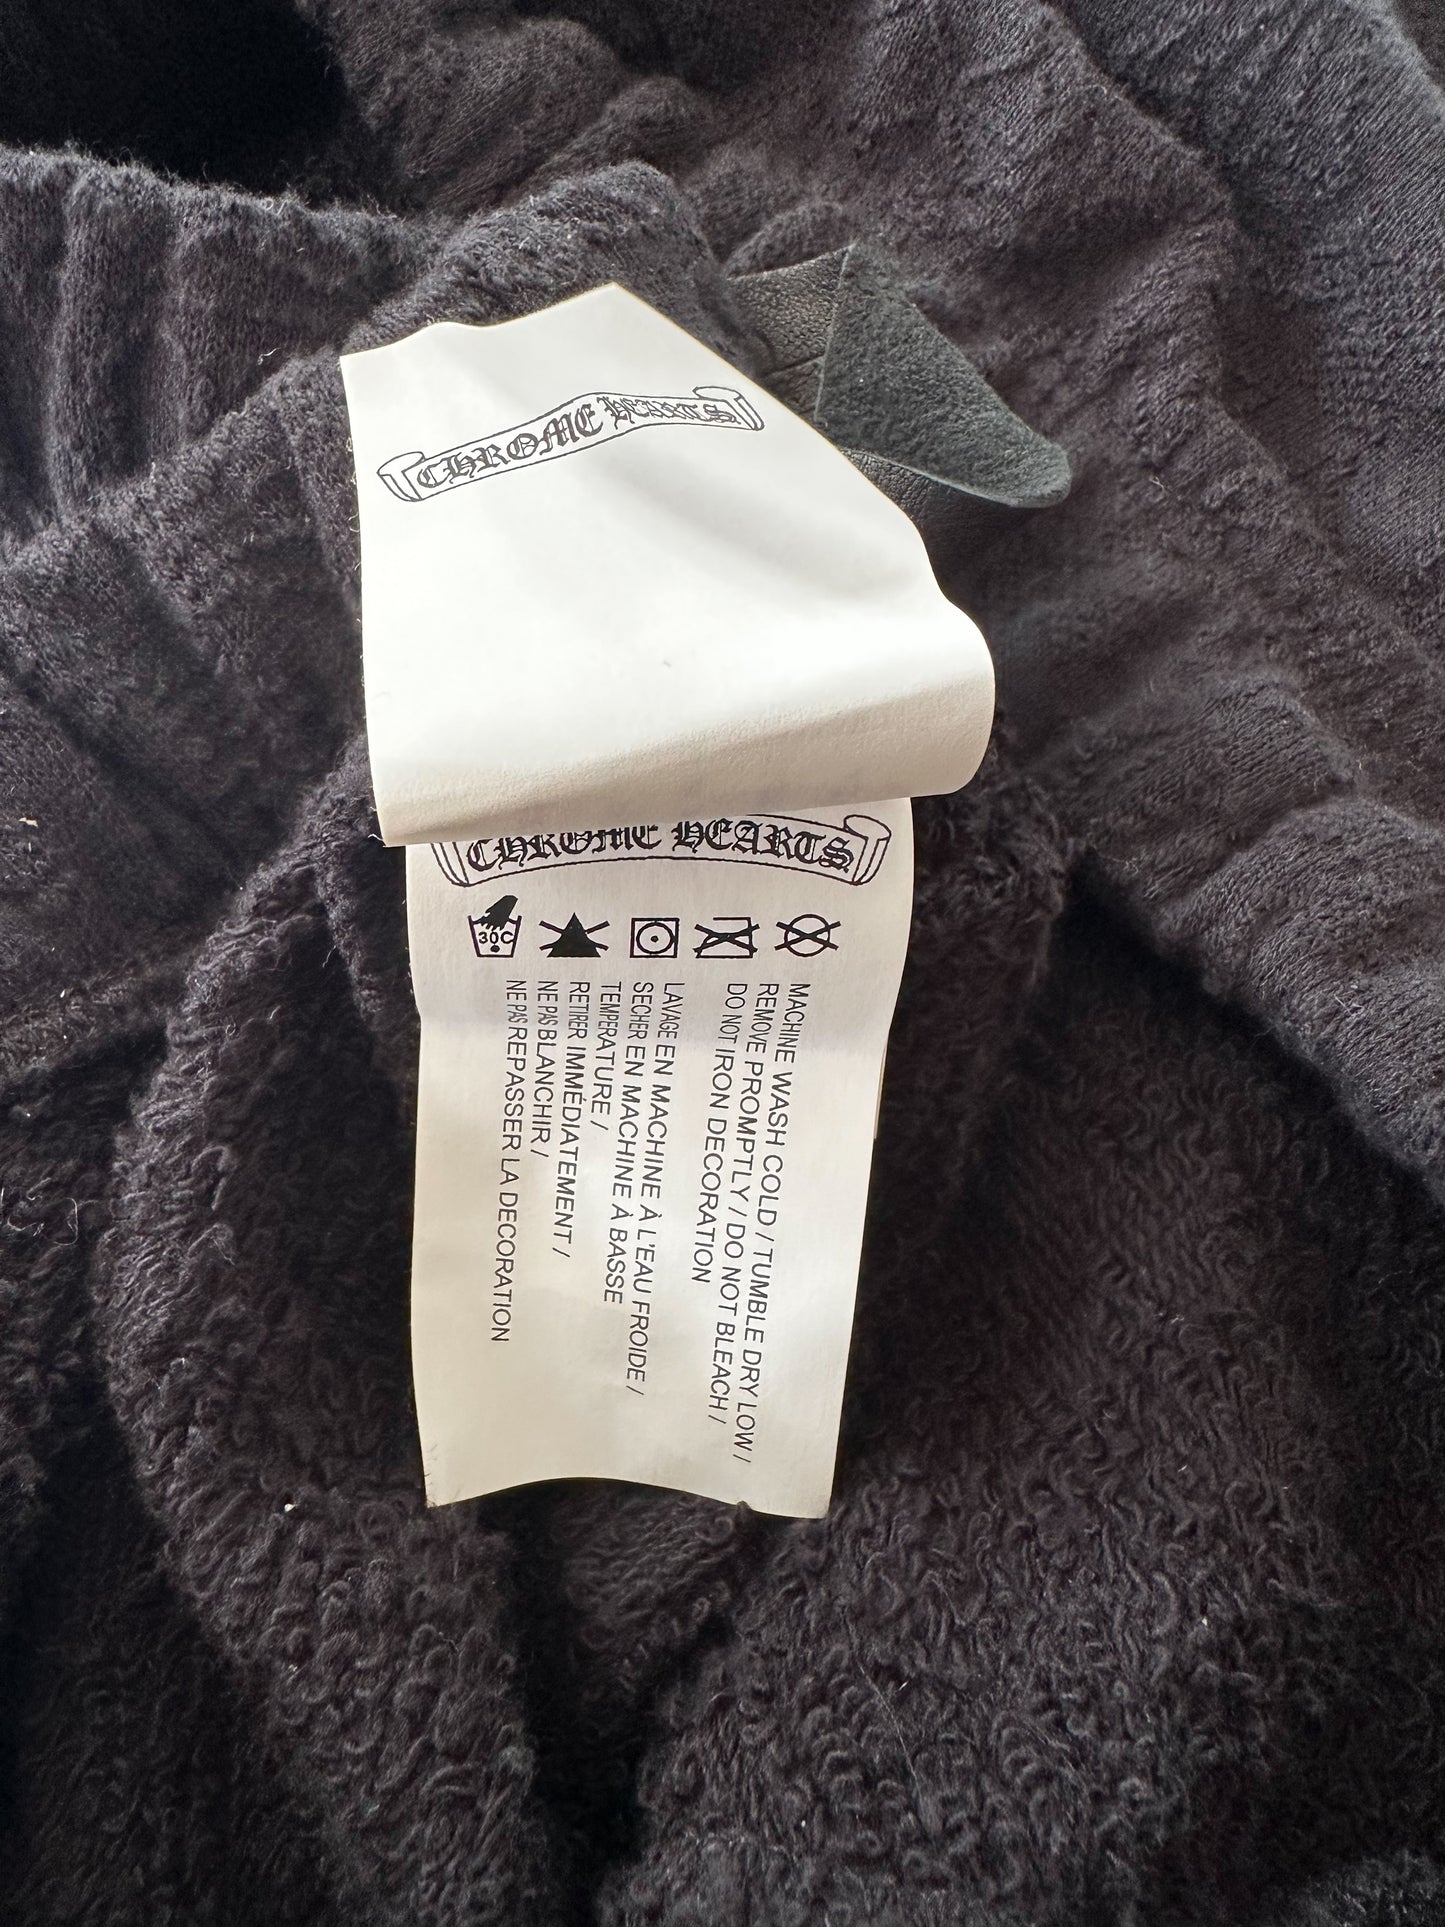 CHROME HEARTS
CHROME HEARTS
30C
MACHINE WASH COLD / TUMBLE DRY LOW /
REMOVE PROMPTLY / DO NOT BLEACH /
DO NOT IRON DECORATION
LAVAGE EN MACHINE À L'EAU FROIDE /
SECHER EN MACHINE À BASSE
TEMPERATURE /
RETIRER IMMÉDIATEMENT /
NE PAS BLANCHIR /
NE PAS REPASSER LA DECORATION